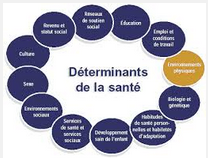 Réseaux
de soutien
social
Éducation
Emploi et
conditions
de travail
Environnements
physiques
Biologie et
génétique
Habitudes
de santé person-
nelles et habiletés
d'adaptation
Développement
sain de l'enfant
Services de
santé et
services
sociaux
Environnements
sociaux
Sexe
Culture
Revenu et
statut social
Déterminants
de la santé